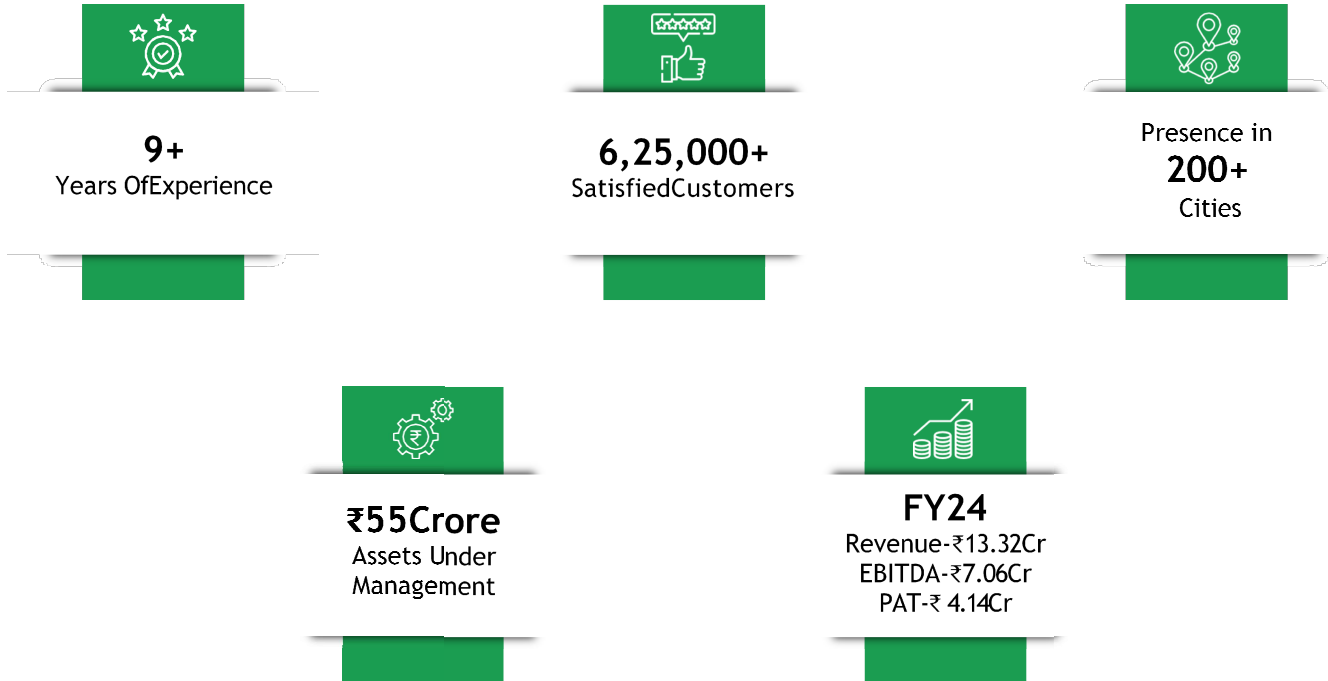 9+
Years OfExperience
6,25,000+
SatisfiedCustomers
Presence in
200+
Cities
₹55Crore
Assets Under
Management
FY24
Revenue-₹13.32Cr
EBITDA-₹7.06Cr
PAT-₹ 4.14Cr